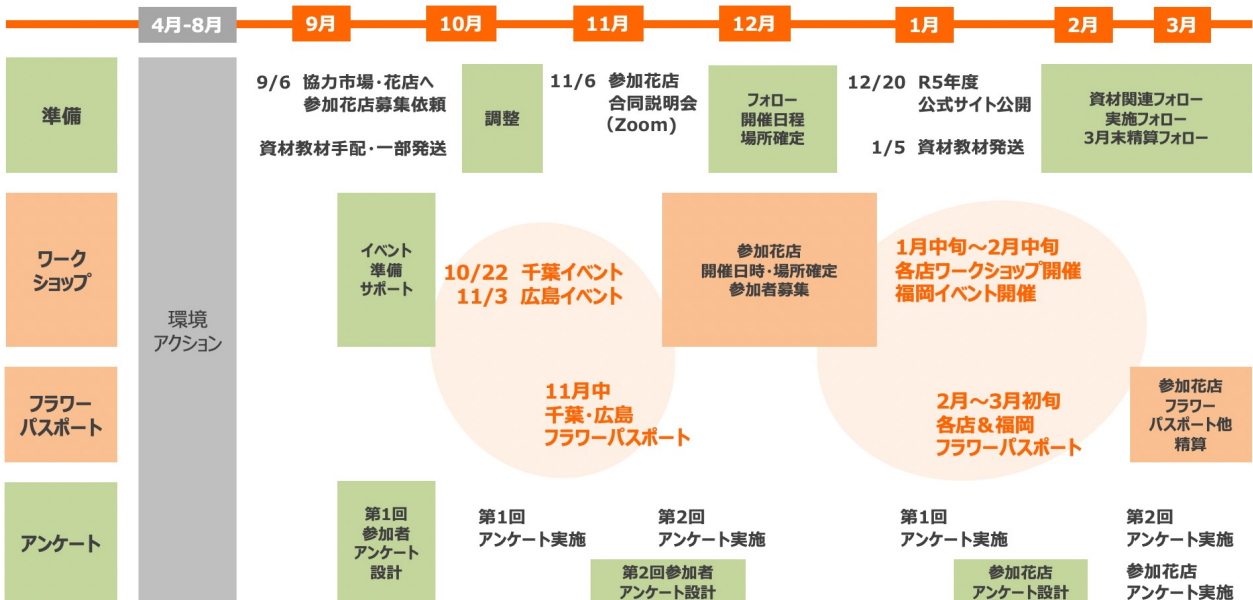 4月-8月
9月
10月
11月
12月
1月
2月
3月
準備
9/6 協力市場・花店へ
参加花店募集依頼
資材教材手配・一部発送
調整
11/6 参加花店
合同説明会
（Zoom）
フォロー
開催日程
場所確定
12/20 R5年度
公式サイト公開
1/5 資材教材発送
資材関連フォロー
実施フォロー
3月末精算フォロー
環境
アクション
ワーク
ショップ
イベント
準備
サポート
10/22 千葉イベント
11/3 広島イベント
参加花店
開催日時・場所確定
参加者募集
1月中旬～2月中旬
各店ワークショップ開催
福岡イベント開催
フラワー
パスポート
11月中
千葉・広島
フラワーパスポート
2月～3月初旬
各店＆福岡
フラワーパスポート
参加花店
フラワー
パスポート他
精算
アンケート
第1回
参加者
アンケート
設計
第1回
アンケート実施
第2回
アンケート実施
第2回参加者
アンケート設計
第1回
アンケート実施
参加花店
アンケート設計
第2回
アンケート実施
参加花店
アンケート実施